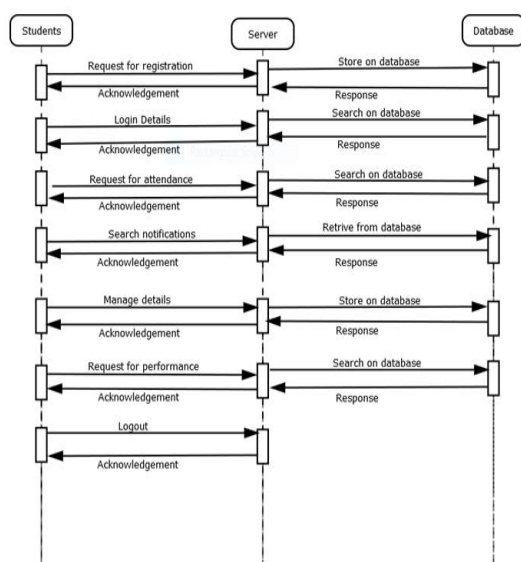 Students
Server
Database
Request for registration
Store on database
Acknowledgement
Response
Login Details
Search on database
Acknowledgement
Response
Request for attendance
Search on database
Acknowledgement
Response
Search notifications
Retrive from database
Acknowledgement
Response
Manage details
Store on database
Acknowledgement
Response
Request for performance
Search on database
Acknowledgement
Response
Logout
Acknowledgement